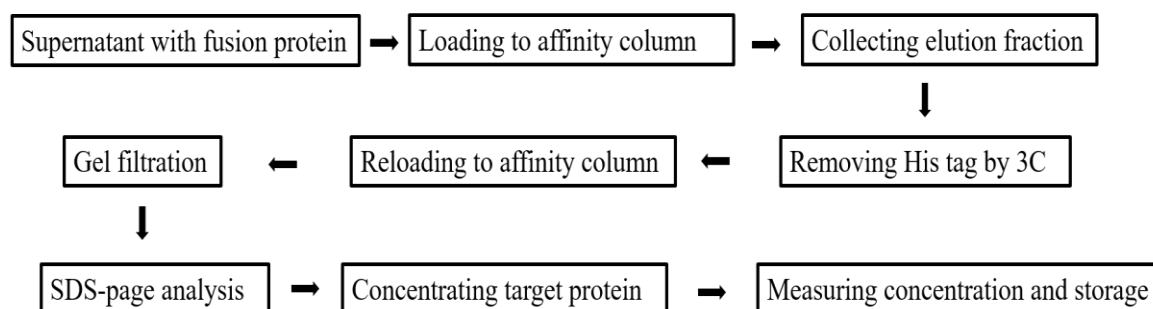 Supernatant with fusion protein
Loading to affinity column
Collecting elution fraction
Removing His tag by 3C
Reloading to affinity column
Gel filtration
SDS-page analysis
Concentrating target protein
Measuring concentration and storage